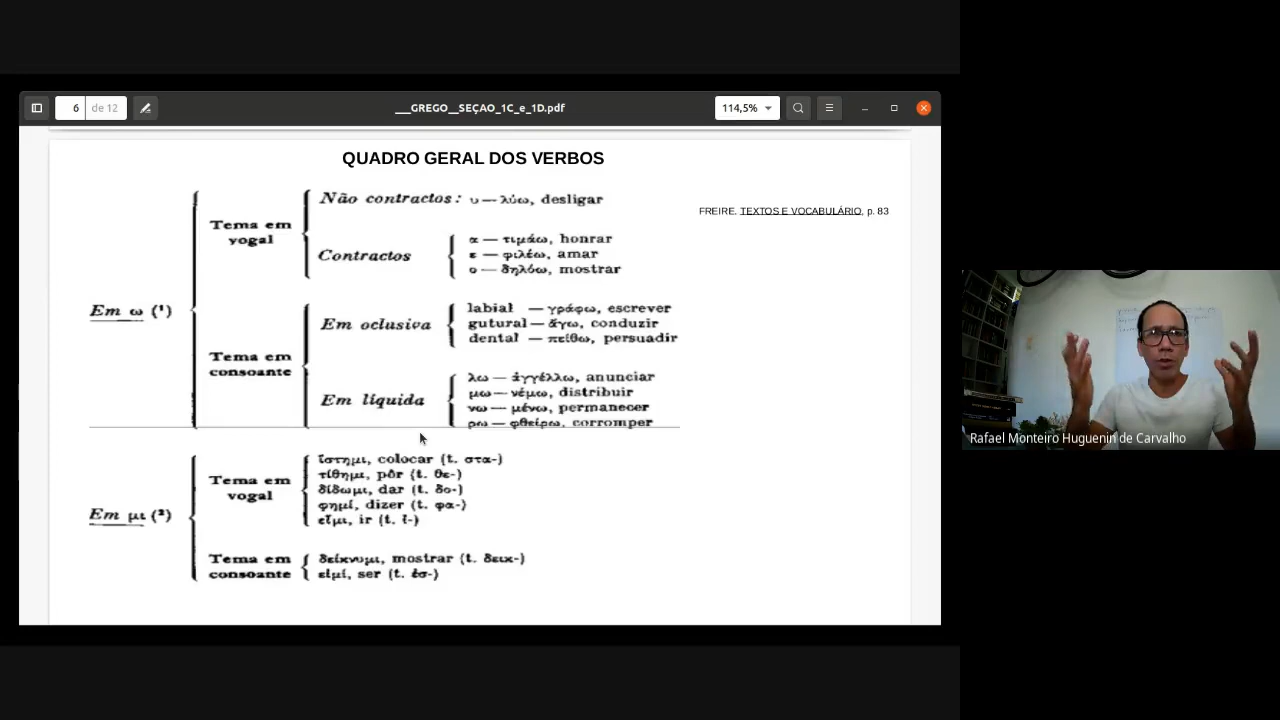 6 de 12
___GREGO__SEÇAO_1C_e_1D.pdf
114,5%
QUADRO GERAL DOS VERBOS
FREIRE. TEXTOS E VOCABULÁRIO, p. 83
Em ω (¹)
Tema em
vogal
Não contractos: υ — λύω, desligar
Contractos
α — τιμάω, honrar
ε — φιλέω, amar
ο — δηλόω, mostrar
Tema em
consoante
Em oclusiva
labial — γράφω, escrever
gutural — ἄγω, conduzir
dental — πείθω, persuadir
Em líquida
λω — ἀγγέλλω, anunciar
μω — νέμω, distribuir
νω — μένω, permanecer
ρω — φθείρω, corromper
Em μι (²)
Tema em
vogal
ἵστημι, colocar (t. στα-)
τίθημι, pôr (t. θε-)
δίδωμι, dar (t. δο-)
φημί, dizer (t. φα-)
εἶμι, ir (t. ἰ-)
Tema em
consoante
δείκνυμι, mostrar (t. δεικ-)
εἰμί, ser (t. ἐσ-)
Rafael Monteiro Huguenin de Carvalho